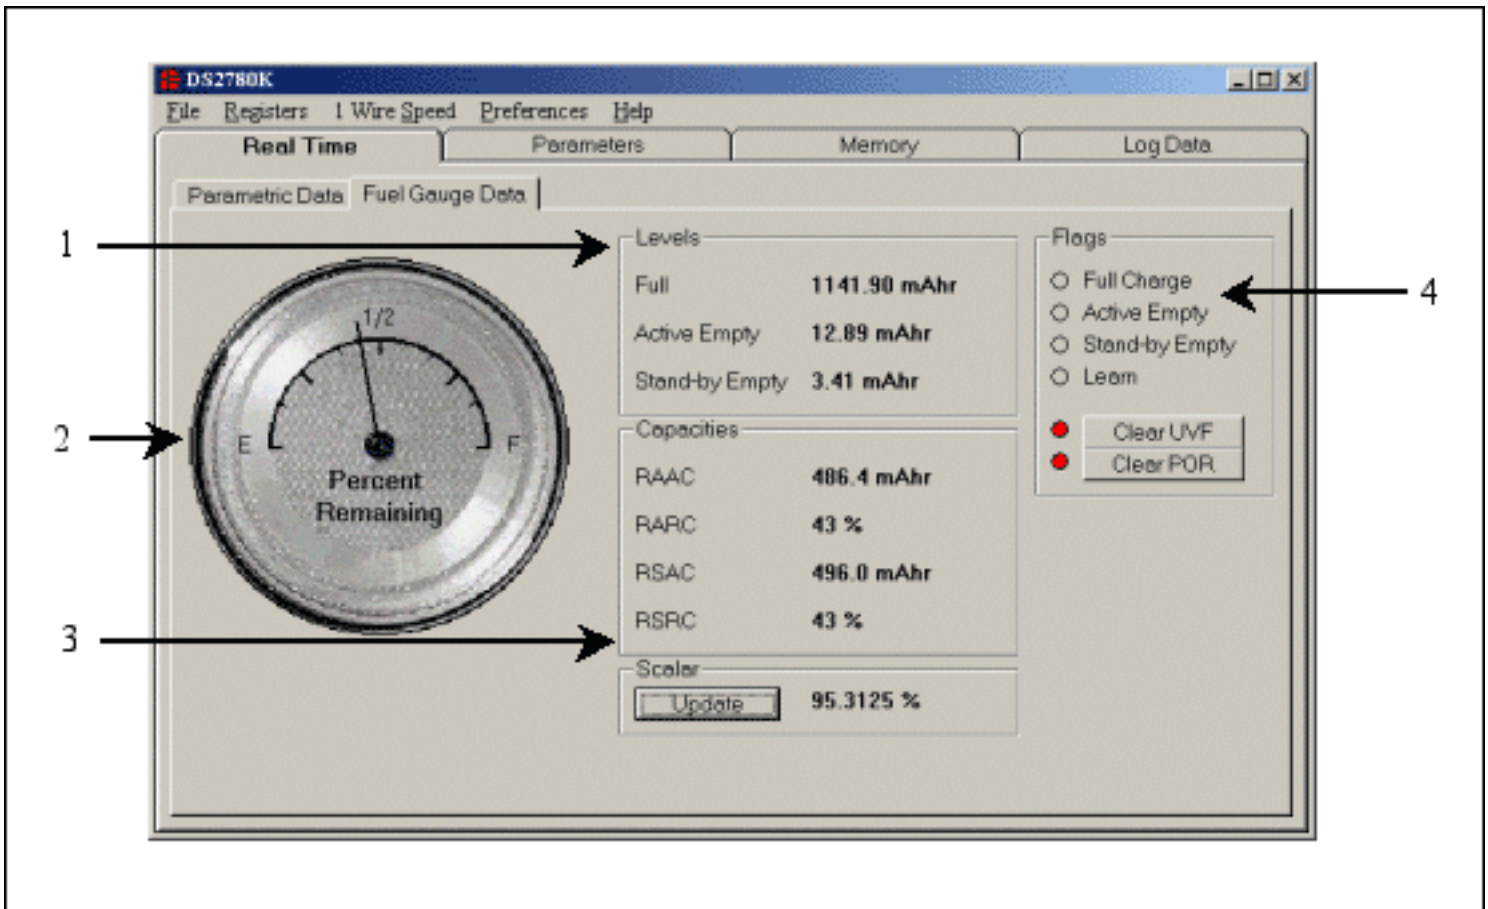 DS2780K
File Registers 1 Wire Speed Preferences Help
Real Time Parameters Memory Log Data
Parametric Data Fuel Gauge Data
1
Levels
Full 1141.90 mAhr
Active Empty 12.89 mAhr
Stand-by Empty 3.41 mAhr
Flags
Full Charge
Active Empty
Stand-by Empty
Learn
Clear UVF
Clear POR
4
1/2
E F
Percent
Remaining
2
Capacities
RAAC 486.4 mAhr
RARC 43 %
RSAC 496.0 mAhr
RSRC 43 %
3
Scalar
Update 95.3125 %